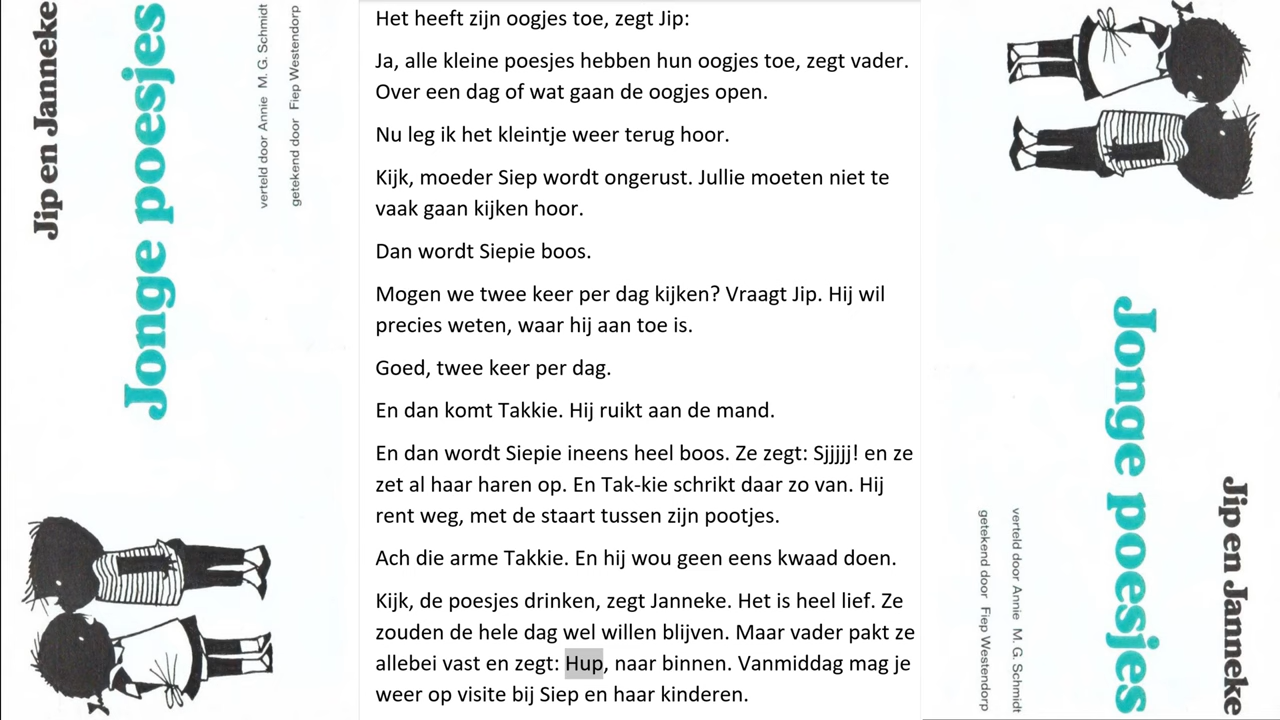 Jip en Janneke
Jonge poesjes
verteld door Annie M. G. Schmidt
getekend door Fiep Westendorp
Het heeft zijn oogjes toe, zegt Jip:
Ja, alle kleine poesjes hebben hun oogjes toe, zegt vader.
Over een dag of wat gaan de oogjes open.
Nu leg ik het kleintje weer terug hoor.
Kijk, moeder Siep wordt ongerust. Jullie moeten niet te
vaak gaan kijken hoor.
Dan wordt Siepie boos.
Mogen we twee keer per dag kijken? Vraagt Jip. Hij wil
precies weten, waar hij aan toe is.
Goed, twee keer per dag.
En dan komt Takkie. Hij ruikt aan de mand.
En dan wordt Siepie ineens heel boos. Ze zegt: Sjjjjj! en ze
zet al haar haren op. En Tak-kie schrikt daar zo van. Hij
rent weg, met de staart tussen zijn pootjes.
Ach die arme Takkie. En hij wou geen eens kwaad doen.
Kijk, de poesjes drinken, zegt Janneke. Het is heel lief. Ze
zouden de hele dag wel willen blijven. Maar vader pakt ze
allebei vast en zegt: Hup, naar binnen. Vanmiddag mag je
weer op visite bij Siep en haar kinderen.
Jip en Janneke
Jonge poesjes
verteld door Annie M. G. Schmidt
getekend door Fiep Westendorp